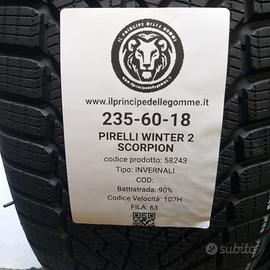 IL PRINCIPE DELLE GOMME
www.ilprincipedellegomme.it
235-60-18
PIRELLI WINTER 2
SCORPION
codice prodotto: 58243
Tipo: INVERNALI
COD:
Battistrada: 90%
Codice Velocità: 107H
FILA: 63
subito